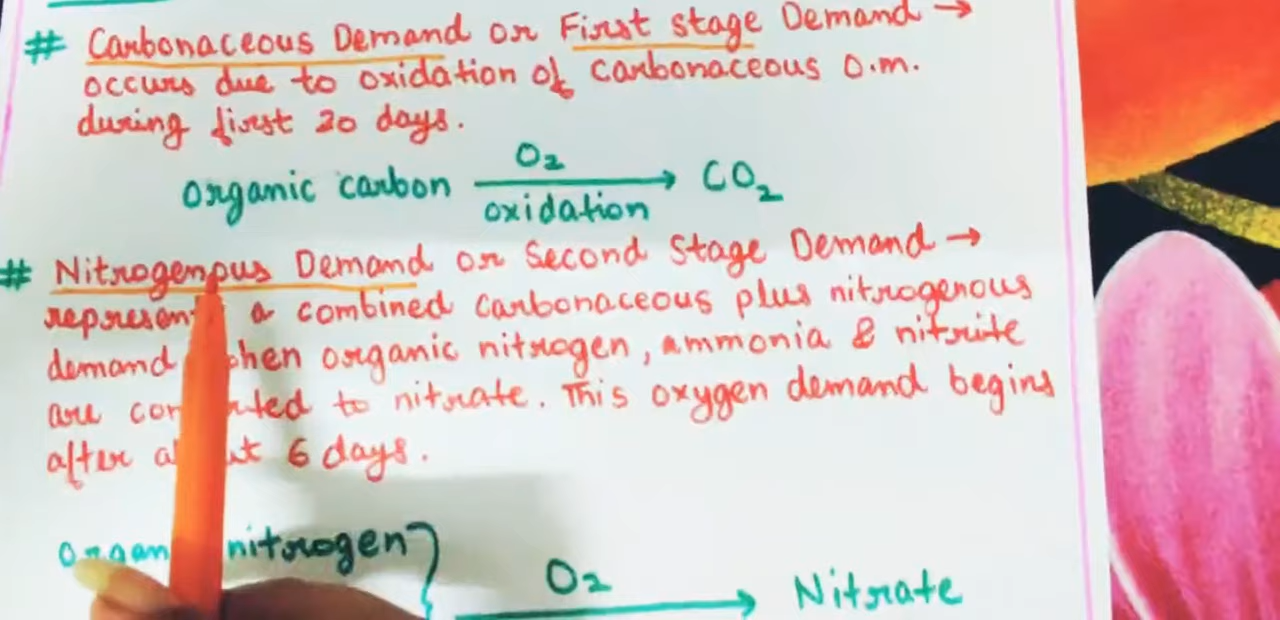 # Carbonaceous Demand or First stage Demand →
occurs due to oxidation of carbonaceous O.M.
during first 20 days.
organic carbon O₂ → CO₂
oxidation
# Nitrogenous Demand or Second Stage Demand →
a combined carbonaceous plus nitrogenous
demand organic nitrogen, ammonia & nitrite
are to nitrate. This oxygen demand begins
after 6 days.
nitrogen }
O₂ → Nitrate